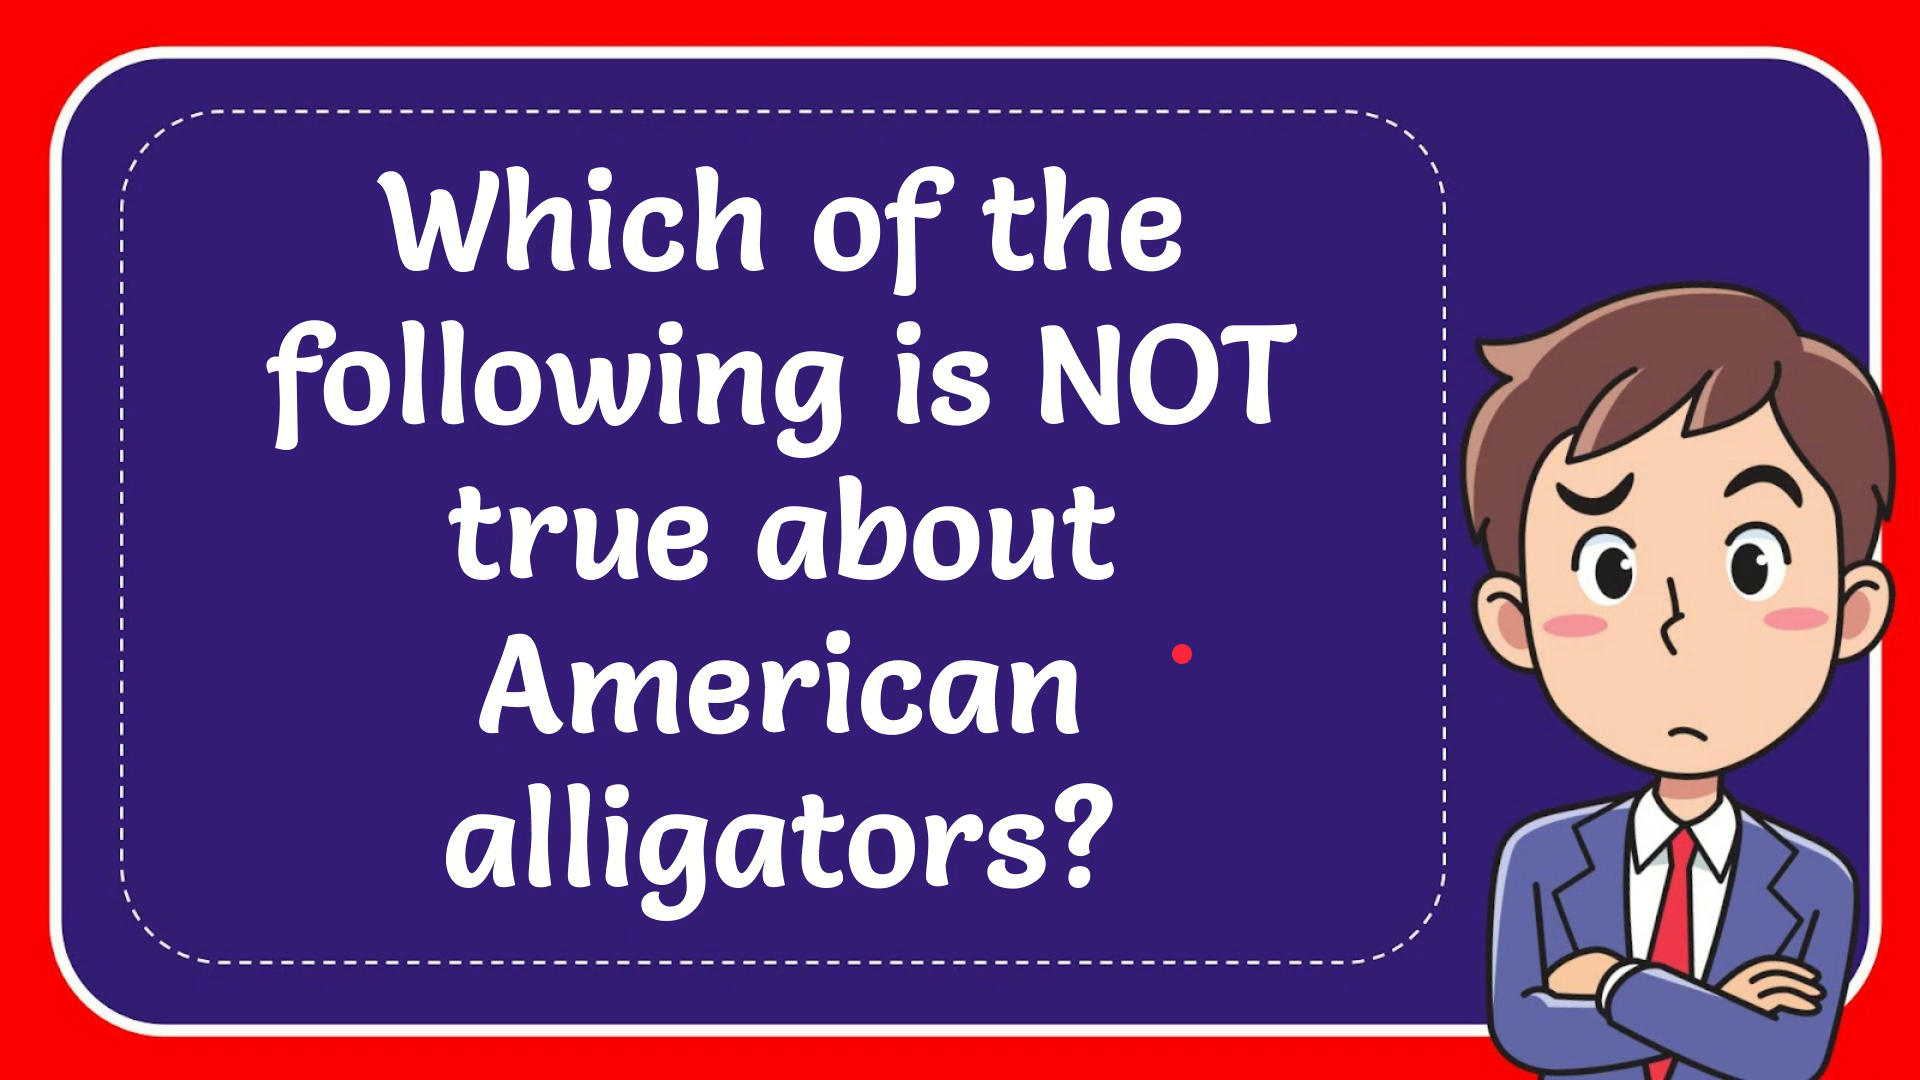 Which of the
following is NOT
true about
American
alligators?